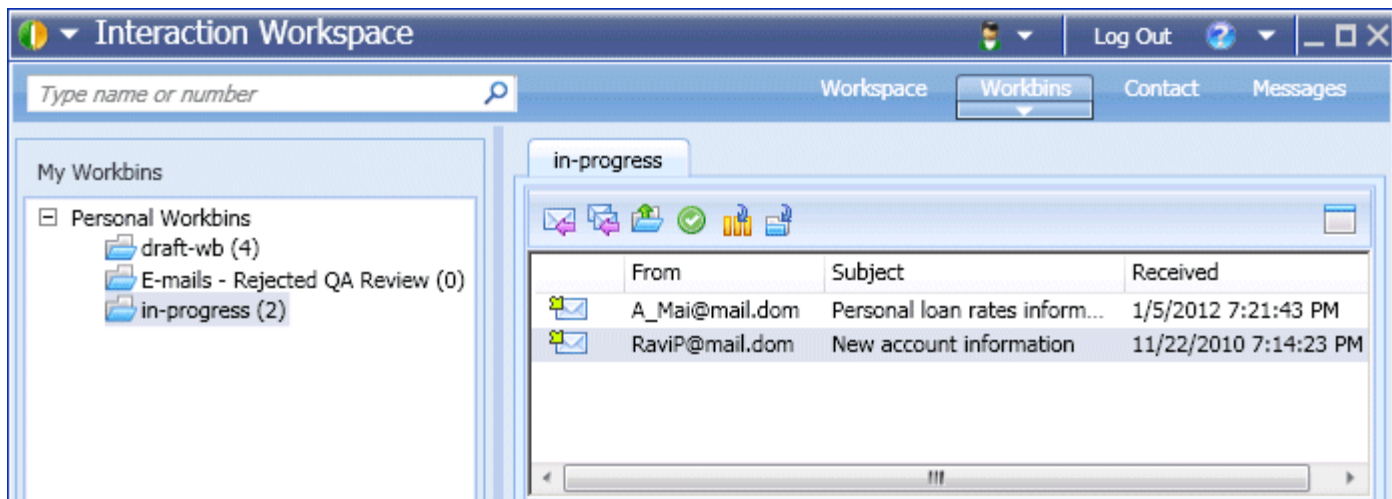 Interaction Workspace Log Out
Type name or number Workspace Workbins Contact Messages
My Workbins
Personal Workbins
draft-wb (4)
E-mails - Rejected QA Review (0)
in-progress (2)
in-progress
From Subject Received
A_Mai@mail.dom Personal loan rates inform... 1/5/2012 7:21:43 PM
RaviP@mail.dom New account information 11/22/2010 7:14:23 PM